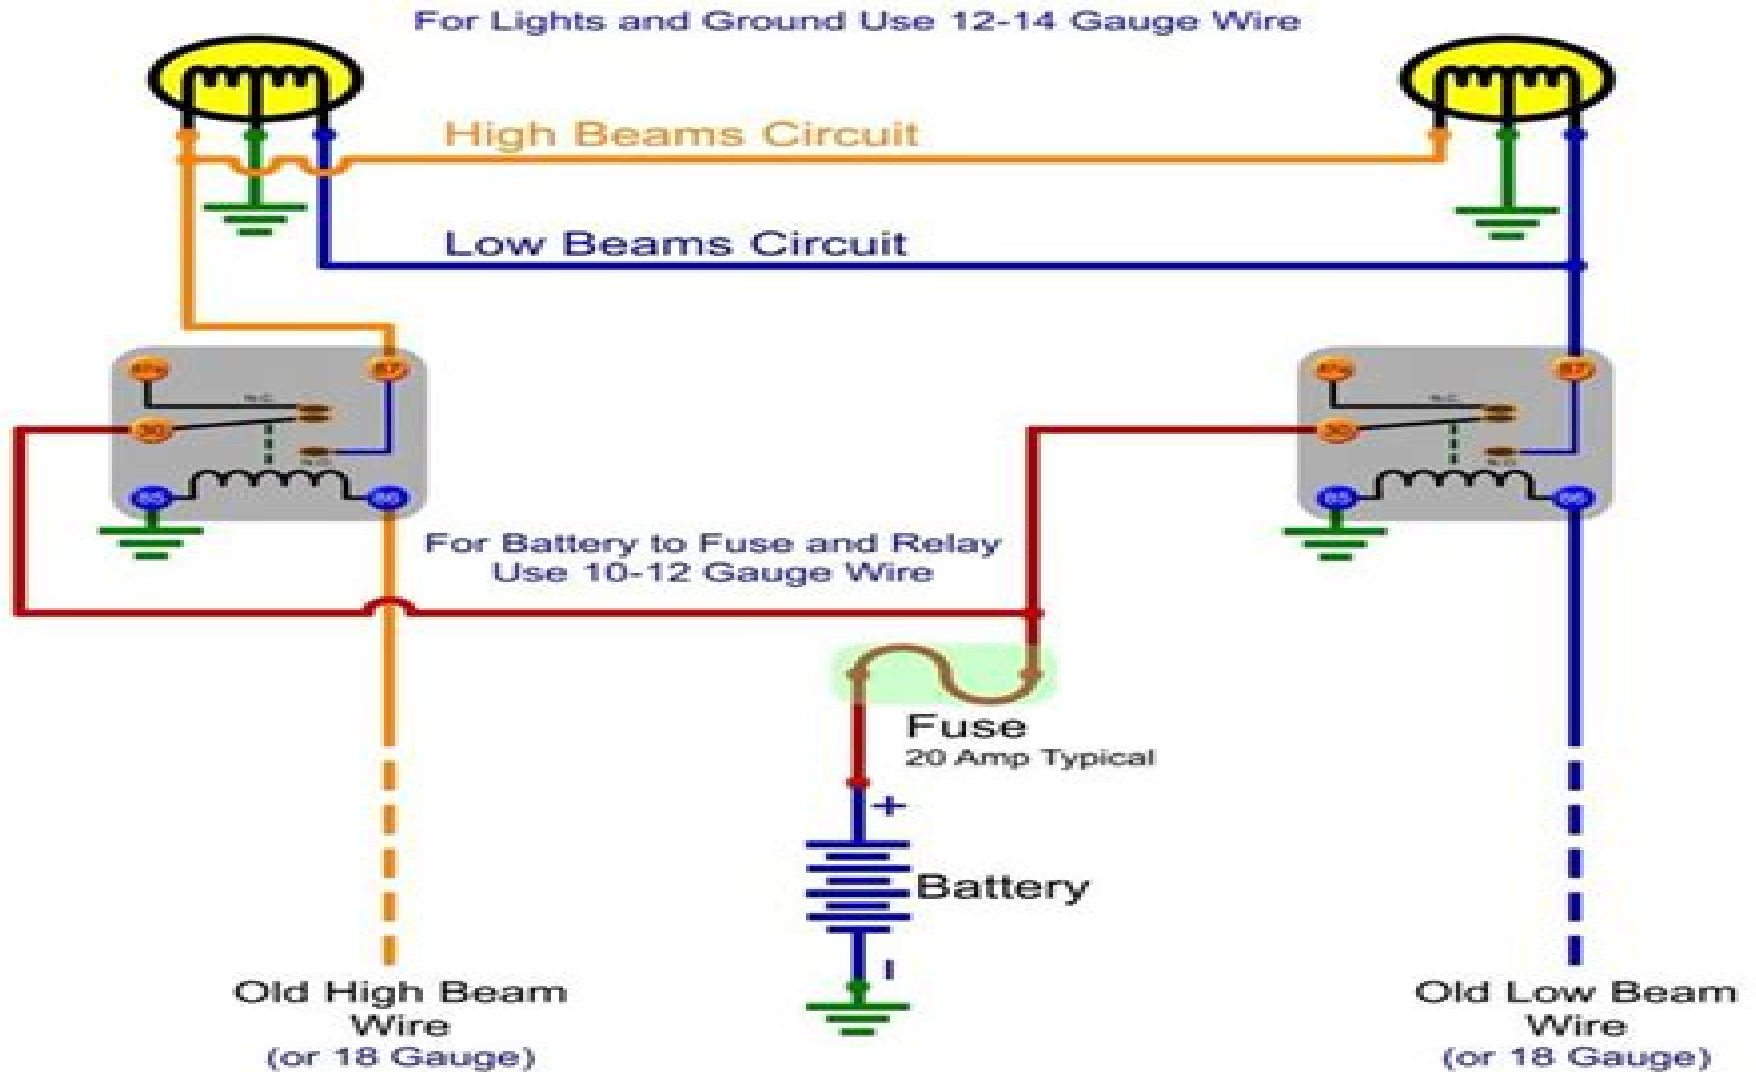 For Lights and Ground Use 12-14 Gauge Wire
High Beams Circuit
Low Beams Circuit
87a
87
87a
87
N.C.
N.C.
30
30
N.O.
N.O.
85
86
85
86
For Battery to Fuse and Relay
Use 10-12 Gauge Wire
Fuse
20 Amp Typical
+
Battery
-
Old High Beam
Wire
(or 18 Gauge)
Old Low Beam
Wire
(or 18 Gauge)